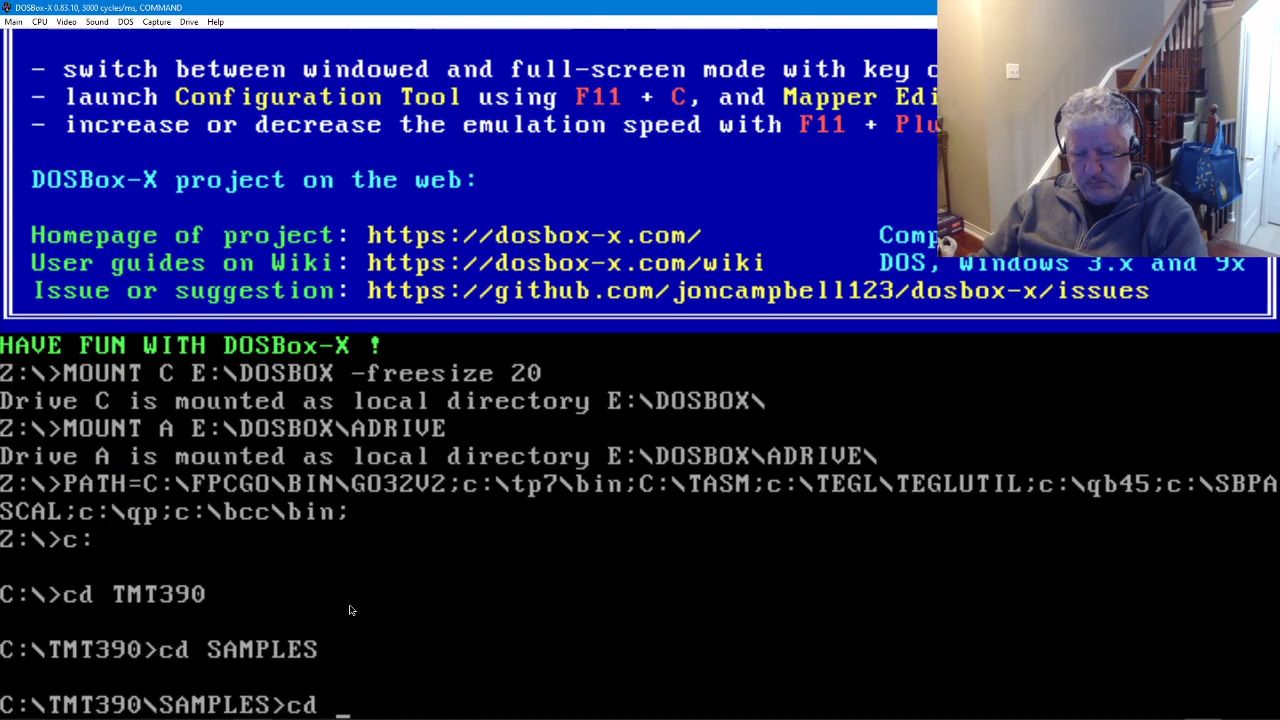 DOSBox-X 0.83.10, 3000 cycles/ms, COMMAND
Main CPU Video Sound DOS Capture Drive Help
- switch between windowed and full-screen mode with key
- launch Configuration Tool using F11 + C, and Mapper Edi
- increase or decrease the emulation speed with F11 + Plu
DOSBox-X project on the web:
Homepage of project: https://dosbox-x.com/ Comp
User guides on Wiki: https://dosbox-x.com/wiki DOS, Windows 3.x and 9x
Issue or suggestion: https://github.com/joncampbell123/dosbox-x/issues
HAVE FUN WITH DOSBox-X !
Z:\>MOUNT C E:\DOSBOX -freesize 20
Drive C is mounted as local directory E:\DOSBOX\
Z:\>MOUNT A E:\DOSBOX\ADRIVE
Drive A is mounted as local directory E:\DOSBOX\ADRIVE\
Z:\>PATH=C:\FPCGO\BIN\GO32V2;c:\tp7\bin;C:\TASM;c:\TEGL\TEGLUTIL;c:\qb45;c:\SBPA
SCAL;c:\qp;c:\bcc\bin;
Z:\>c:
C:\>cd TMT390
C:\TMT390>cd SAMPLES
C:\TMT390\SAMPLES>cd _